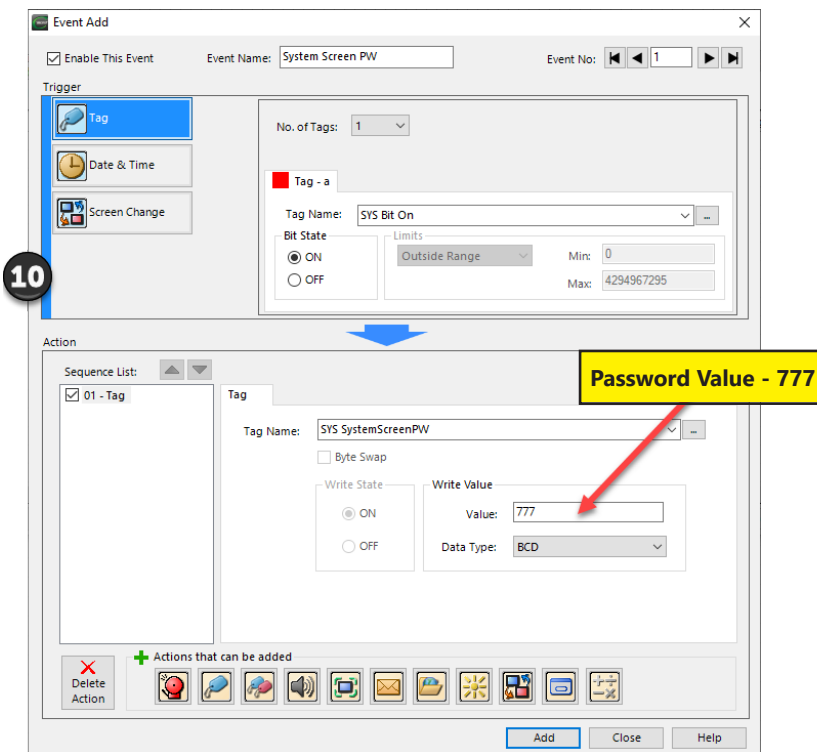 Event Add
Enable This Event Event Name: System Screen PW Event No: 1
Trigger
Tag
No. of Tags: 1
Date & Time
Tag - a
Screen Change
Tag Name: SYS Bit On ...
Bit State Limits
ON Outside Range Min: 0
OFF Max: 4294967295
10
Action
Sequence List:
Password Value - 777
01 - Tag Tag
Tag Name: SYS SystemScreenPW ...
Byte Swap
Write State Write Value
ON Value: 777
OFF Data Type: BCD
Actions that can be added
Delete
Action
Add Close Help